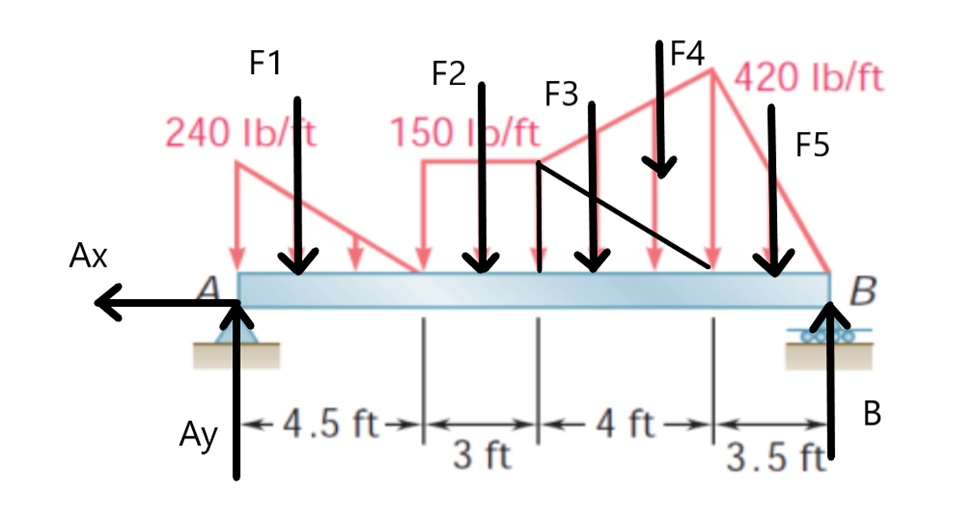 F1
F2
F3
F4
420 lb/ft
240 lb/ft
150 lb/ft
F5
Ax
A
B
Ay
4.5 ft
3 ft
4 ft
3.5 ft
B